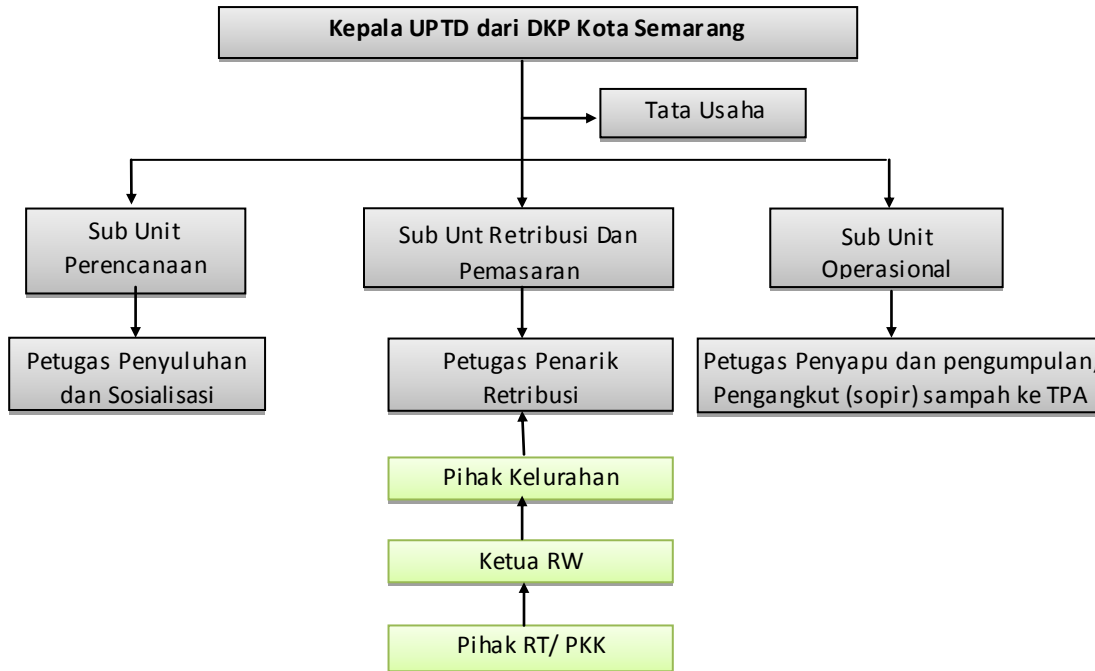 Kepala UPTD dari DKP Kota Semarang
Tata Usaha
Sub Unit
Perencanaan
Sub Unt Retribusi Dan
Pemasaran
Sub Unit
Operasional
Petugas Penyuluhan
dan Sosialisasi
Petugas Penarik
Retribusi
Petugas Penyapu dan pengumpulan,
Pengangkut (sopir) sampah ke TPA
Pihak Kelurahan
Ketua RW
Pihak RT/ PKK